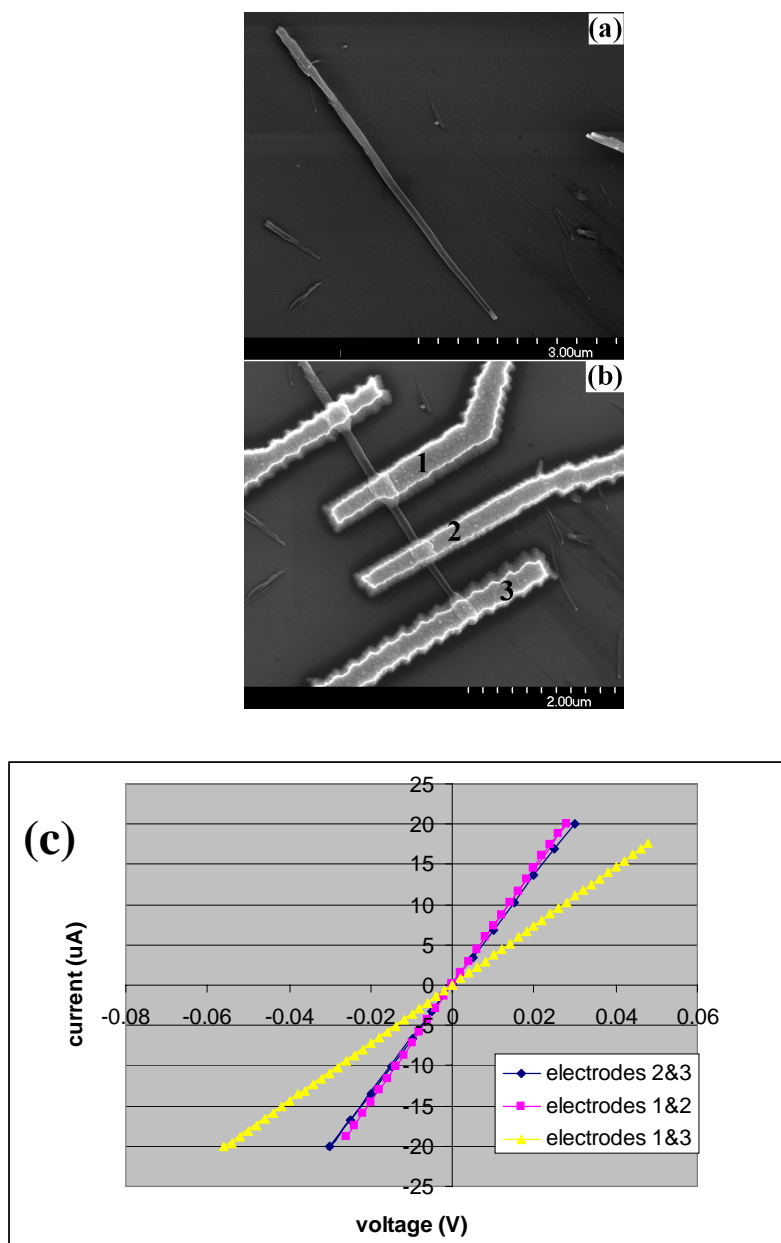 (a)
3.00um
(b)
1
2
3
2.00um
(c)
25
20
15
10
5
0
-5
-10
-15
-20
-25
-0.08 -0.06 -0.04 -0.02 0 0.02 0.04 0.06
current (uA)
voltage (V)
electrodes 2&3
electrodes 1&2
electrodes 1&3